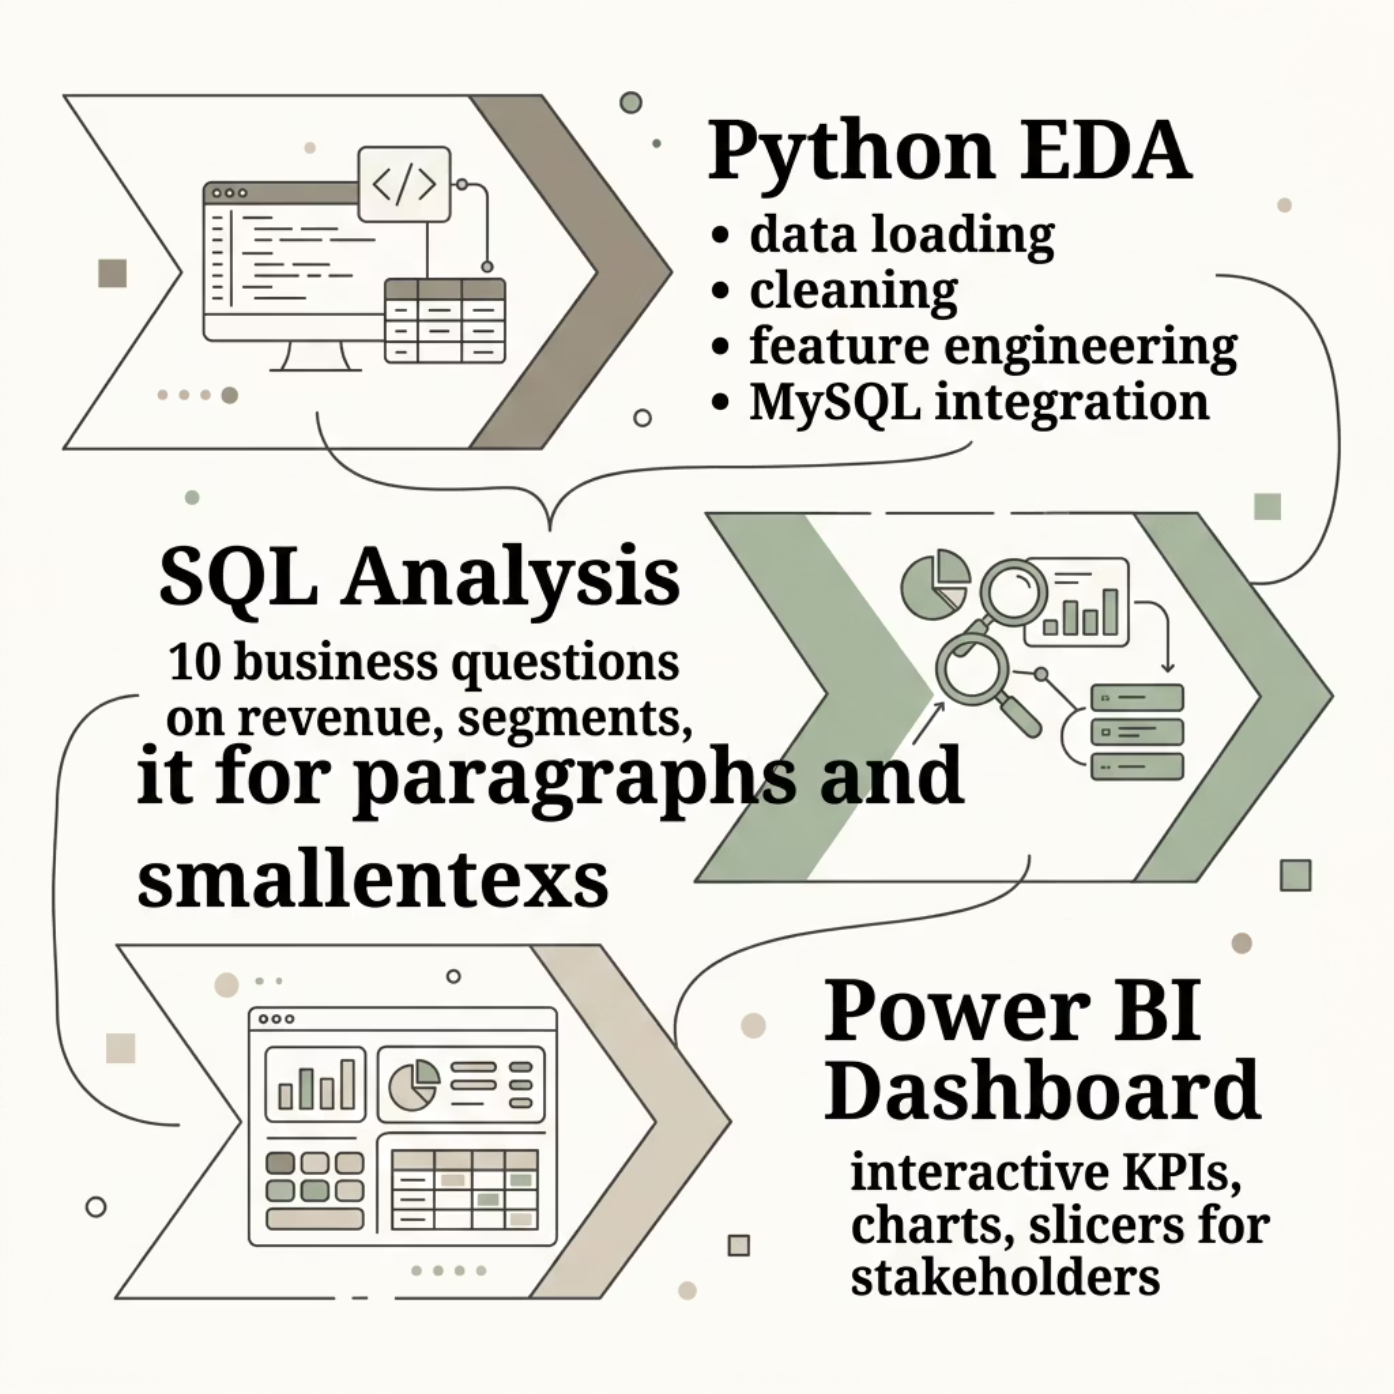 Python EDA
• data loading
• cleaning
• feature engineering
• MySQL integration
</>
SQL Analysis
10 business questions
on revenue, segments,
it for paragraphs and
smallentexs
Power BI
Dashboard
interactive KPIs,
charts, slicers for
stakeholders